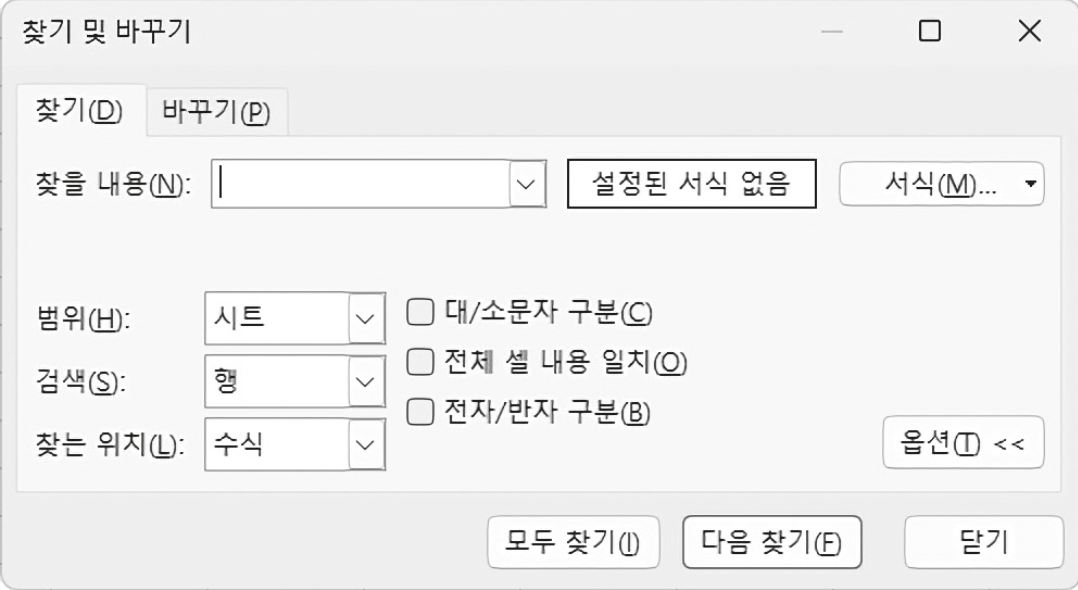 찾기 및 바꾸기
찾기(D) 바꾸기(P)
찾을 내용(N): 설정된 서식 없음 서식(M)...
범위(H): 시트 대/소문자 구분(C)
검색(S): 행 전체 셀 내용 일치(O)
찾는 위치(L): 수식 전자/반자 구분(B)
옵션(T) <<
모두 찾기(I) 다음 찾기(F) 닫기